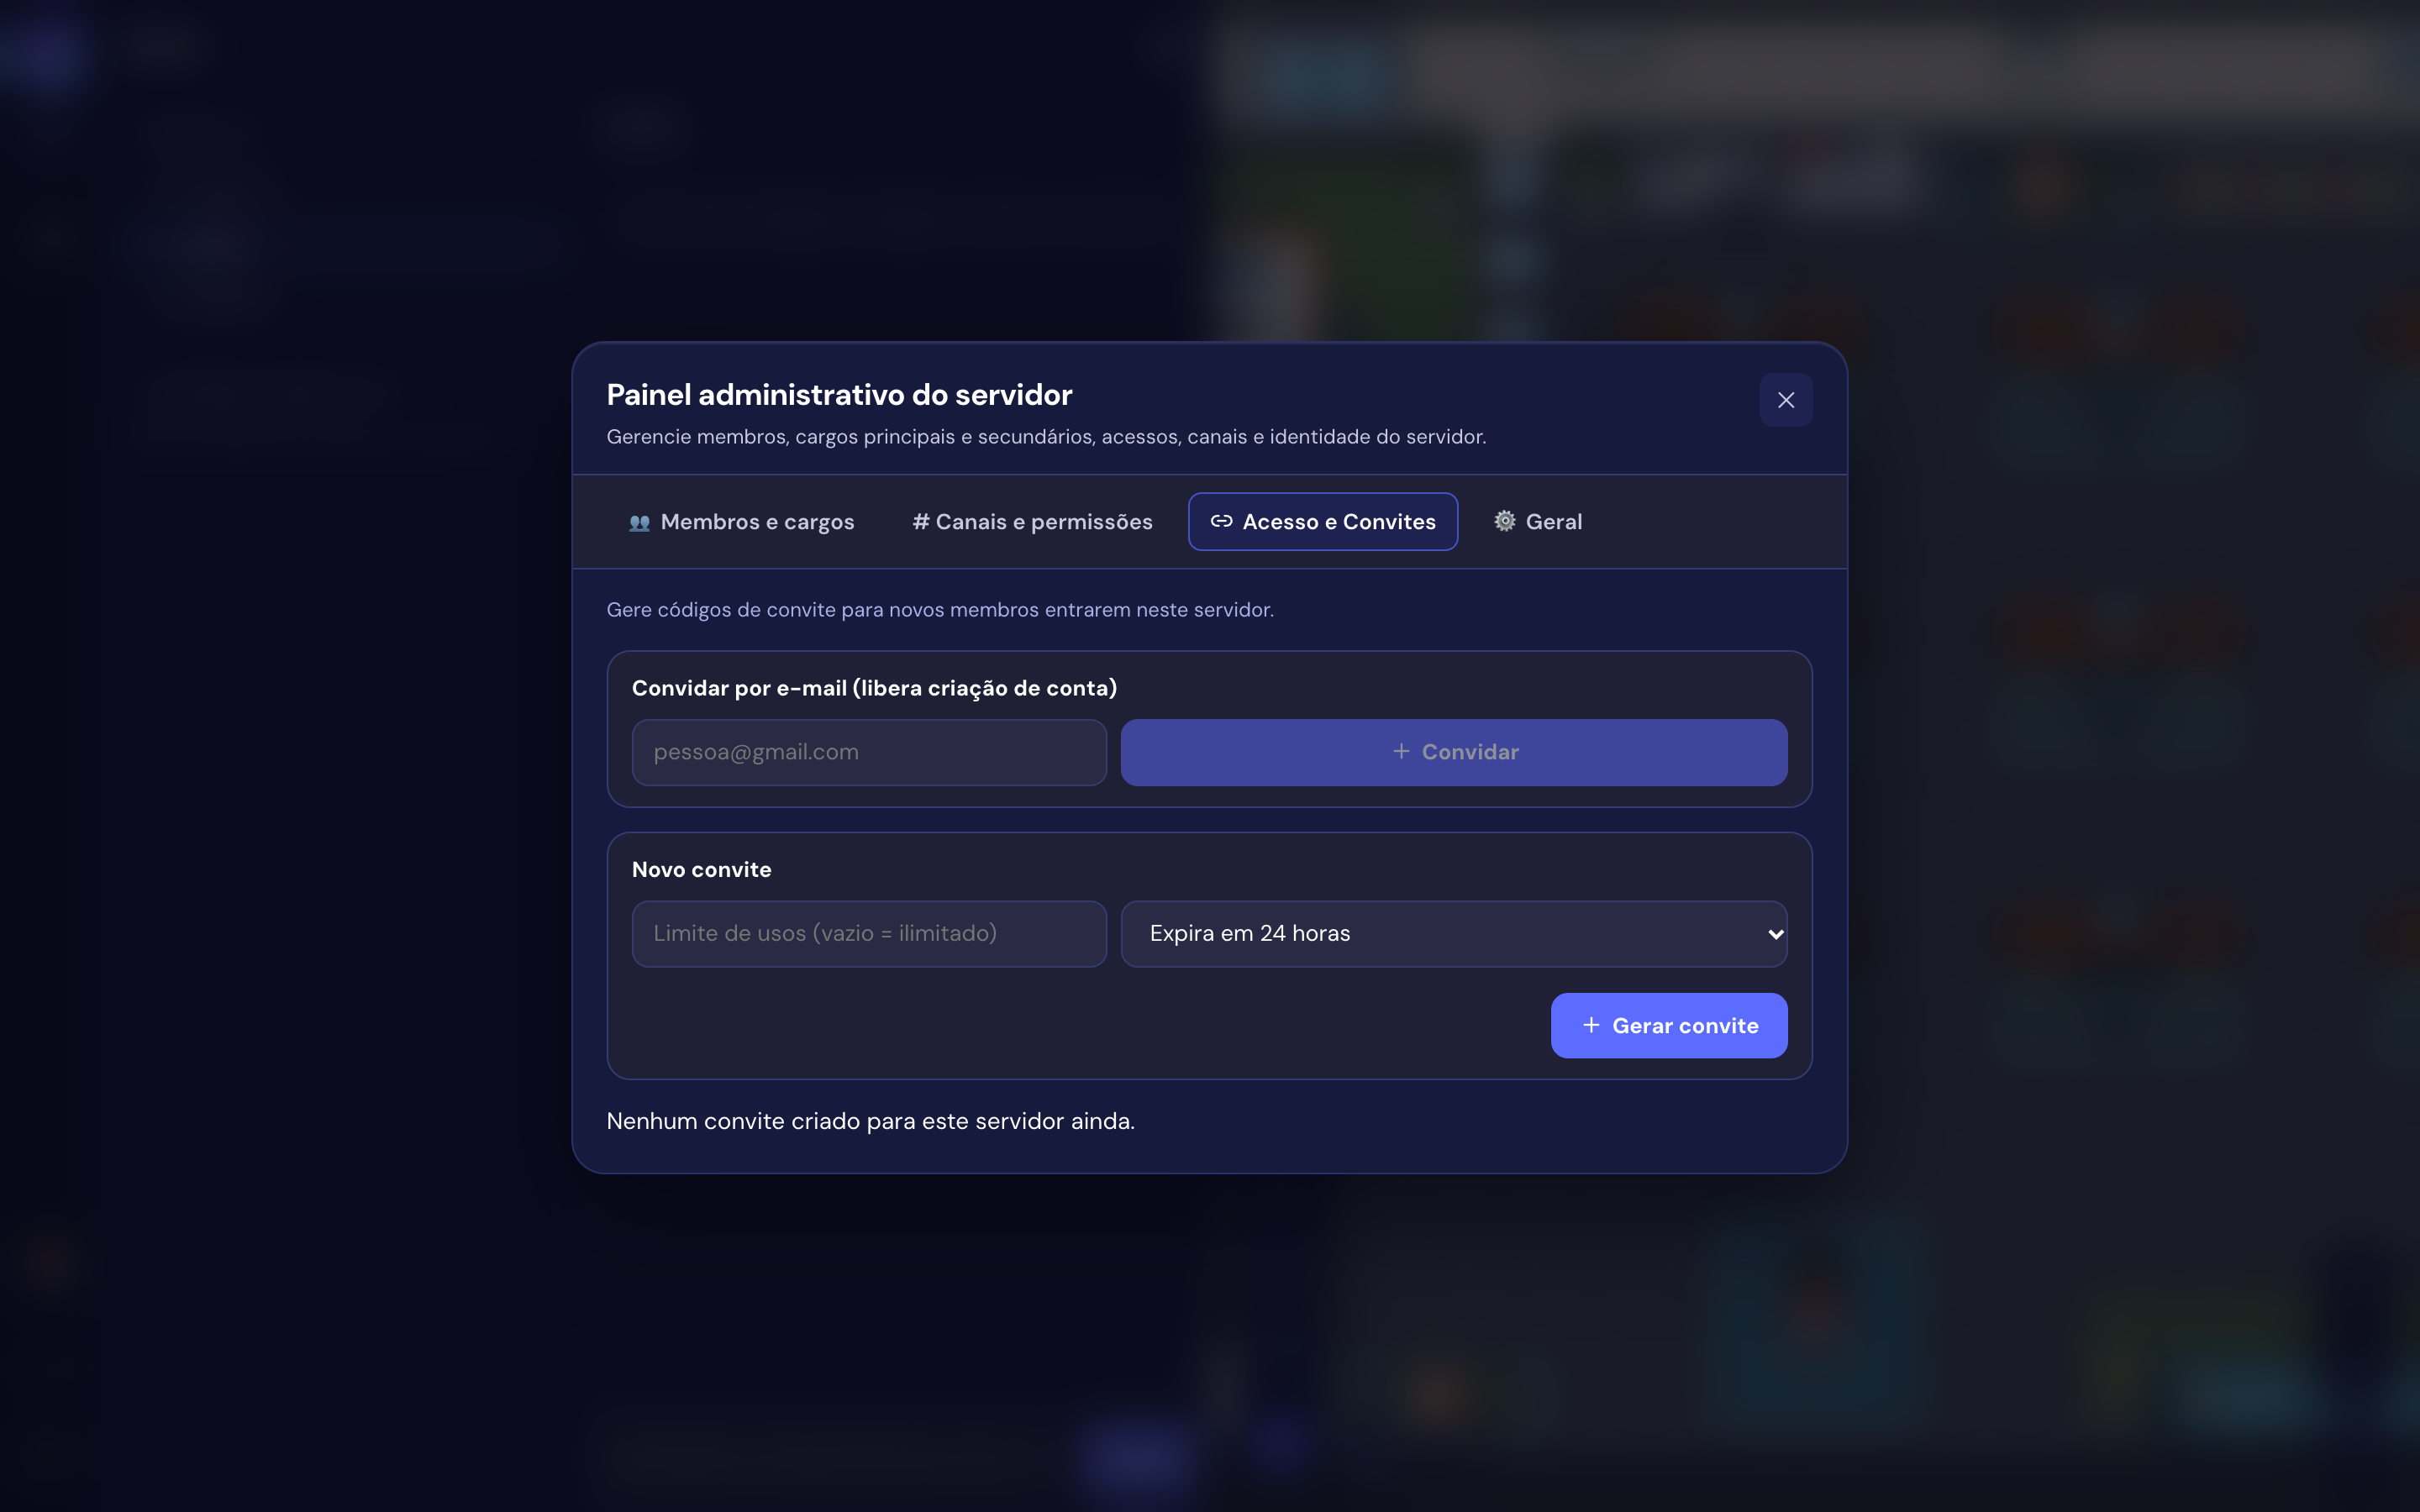 Painel administrativo do servidor
Gerencie membros, cargos principais e secundários, acessos, canais e identidade do servidor.
Membros e cargos
# Canais e permissões
Acesso e Convites
Geral
Gere códigos de convite para novos membros entrarem neste servidor.
Convidar por e-mail (libera criação de conta)
pessoa@gmail.com
+ Convidar
Novo convite
Limite de usos (vazio = ilimitado)
Expira em 24 horas
+ Gerar convite
Nenhum convite criado para este servidor ainda.